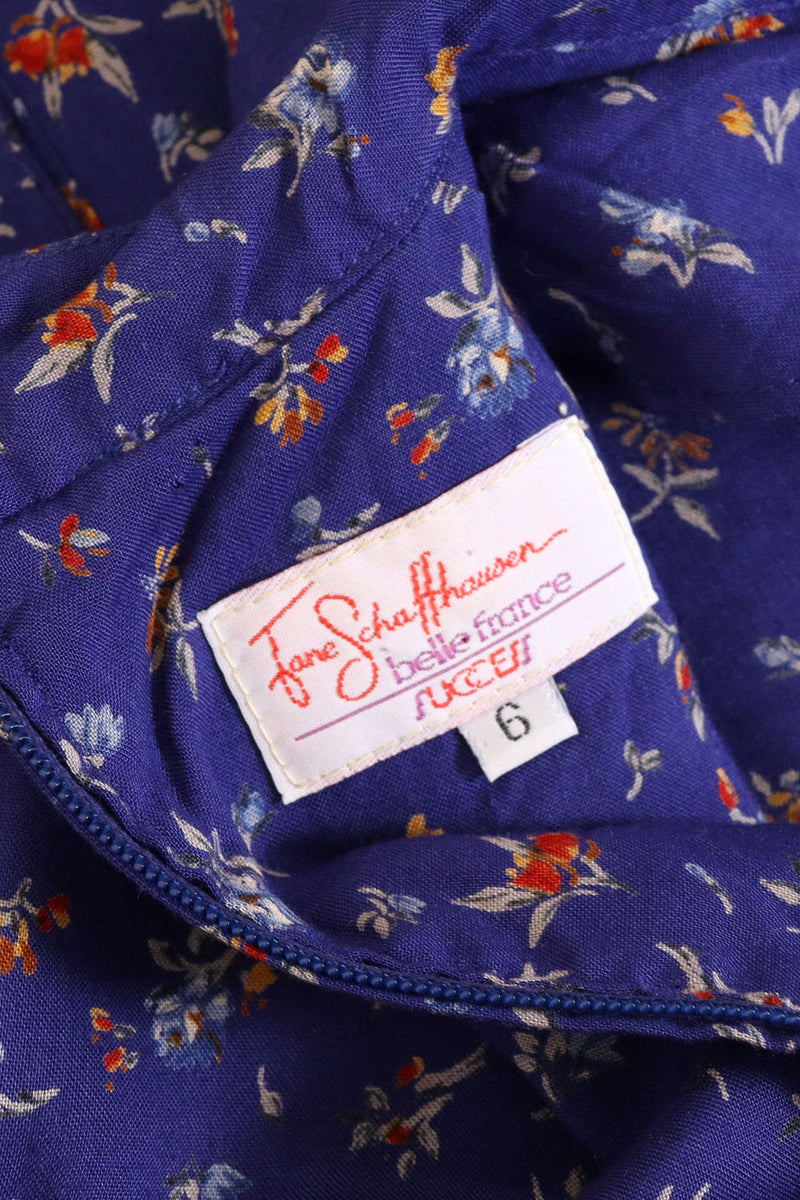 Jane Schaffhausen
belle france
SUCCESS
6